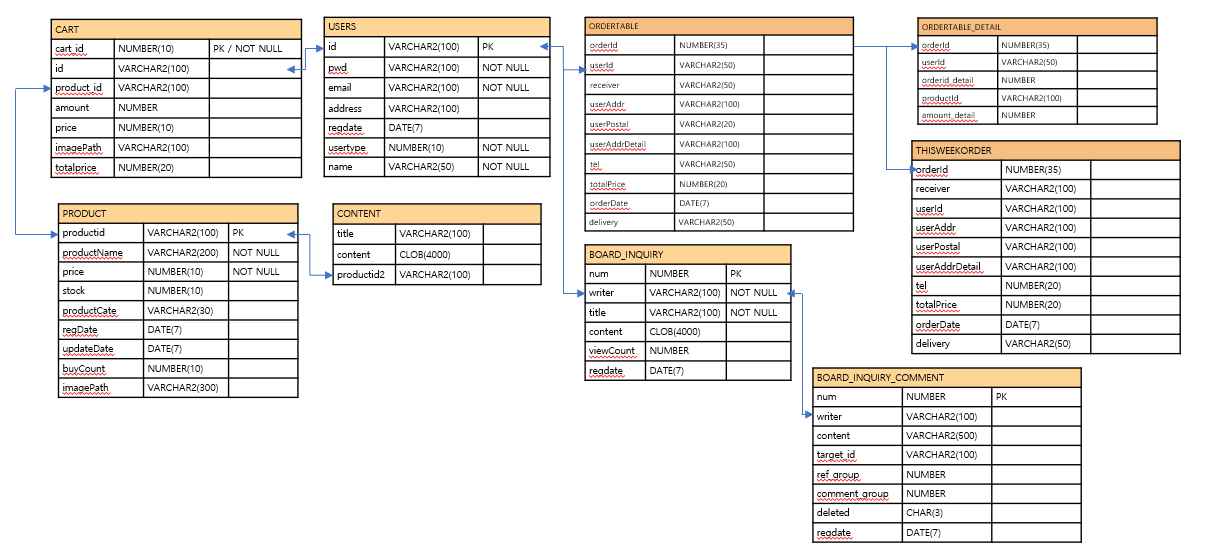 CART
cart_id NUMBER(10) PK / NOT NULL
id VARCHAR2(100)
product_id VARCHAR2(100)
amount NUMBER
price NUMBER(10)
imagePath VARCHAR2(100)
totalprice NUMBER(20)
USERS
id VARCHAR2(100) PK
pwd VARCHAR2(100) NOT NULL
email VARCHAR2(100) NOT NULL
address VARCHAR2(100)
regdate DATE(7)
usertype NUMBER(10) NOT NULL
name VARCHAR2(50) NOT NULL
ORDERTABLE
orderId NUMBER(35)
userId VARCHAR2(50)
receiver VARCHAR2(50)
userAddr VARCHAR2(100)
userPostal VARCHAR2(20)
userAddrDetail VARCHAR2(100)
tel VARCHAR2(50)
totalPrice NUMBER(20)
orderDate DATE(7)
delivery VARCHAR2(50)
ORDERTABLE_DETAIL
orderId NUMBER(35)
userId VARCHAR2(50)
orderid_detail NUMBER
productId VARCHAR2(100)
amount_detail NUMBER
THISWEEKORDER
orderId NUMBER(35)
receiver VARCHAR2(100)
userId VARCHAR2(100)
userAddr VARCHAR2(100)
userPostal VARCHAR2(100)
userAddrDetail VARCHAR2(100)
tel NUMBER(20)
totalPrice NUMBER(20)
orderDate DATE(7)
delivery VARCHAR2(50)
PRODUCT
productid VARCHAR2(100) PK
productName VARCHAR2(200) NOT NULL
price NUMBER(10) NOT NULL
stock NUMBER(10)
productCate VARCHAR2(30)
regDate DATE(7)
updateDate DATE(7)
buyCount NUMBER(10)
imagePath VARCHAR2(300)
CONTENT
title VARCHAR2(100)
content CLOB(4000)
productid2 VARCHAR2(100)
BOARD_INQUIRY
num NUMBER PK
writer VARCHAR2(100) NOT NULL
title VARCHAR2(100) NOT NULL
content CLOB(4000)
viewCount NUMBER
regdate DATE(7)
BOARD_INQUIRY_COMMENT
num NUMBER PK
writer VARCHAR2(100)
content VARCHAR2(500)
target_id VARCHAR2(100)
ref_group NUMBER
comment_group NUMBER
deleted CHAR(3)
regdate DATE(7)